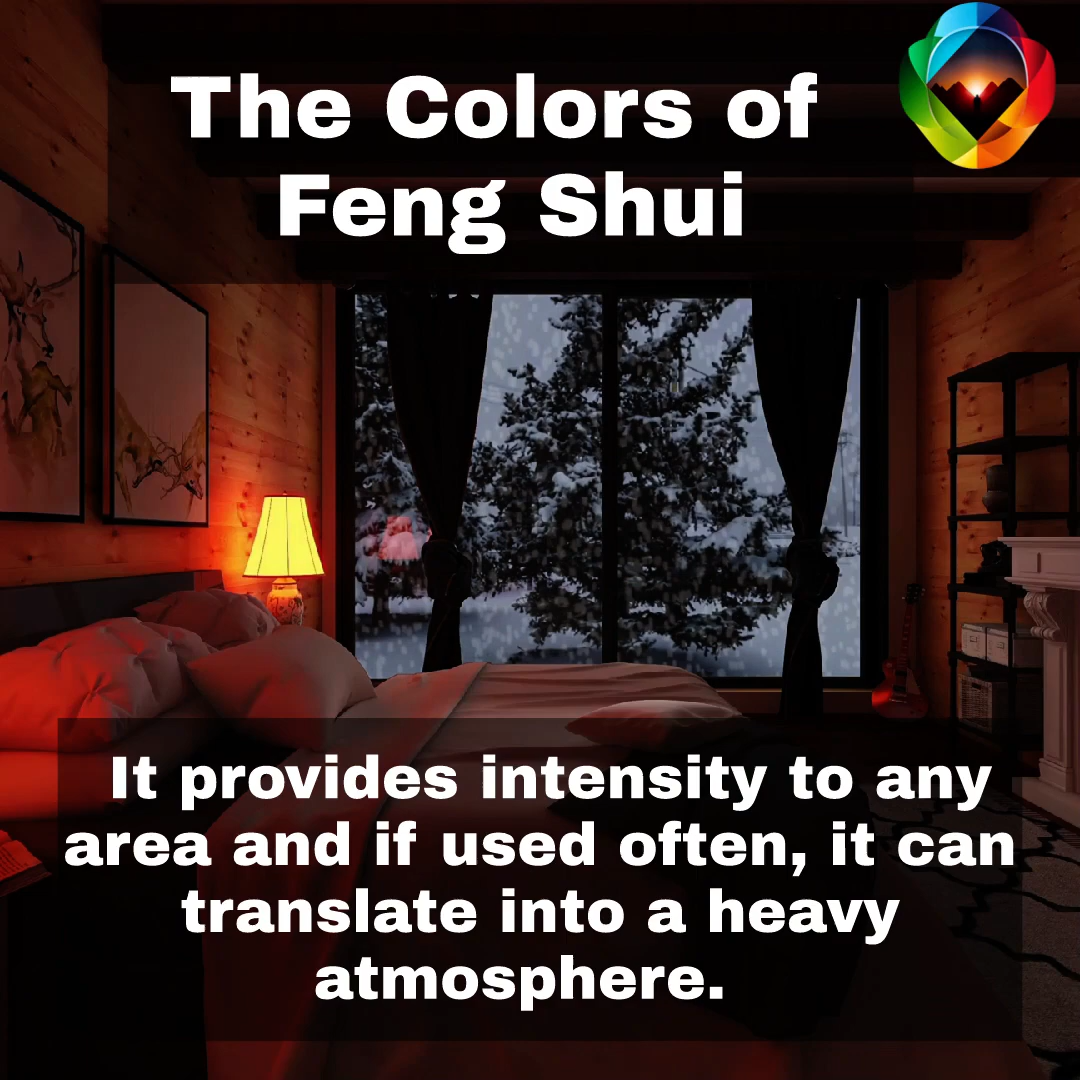 The Colors of
Feng Shui
It provides intensity to any
area and if used often, it can
translate into a heavy
atmosphere.